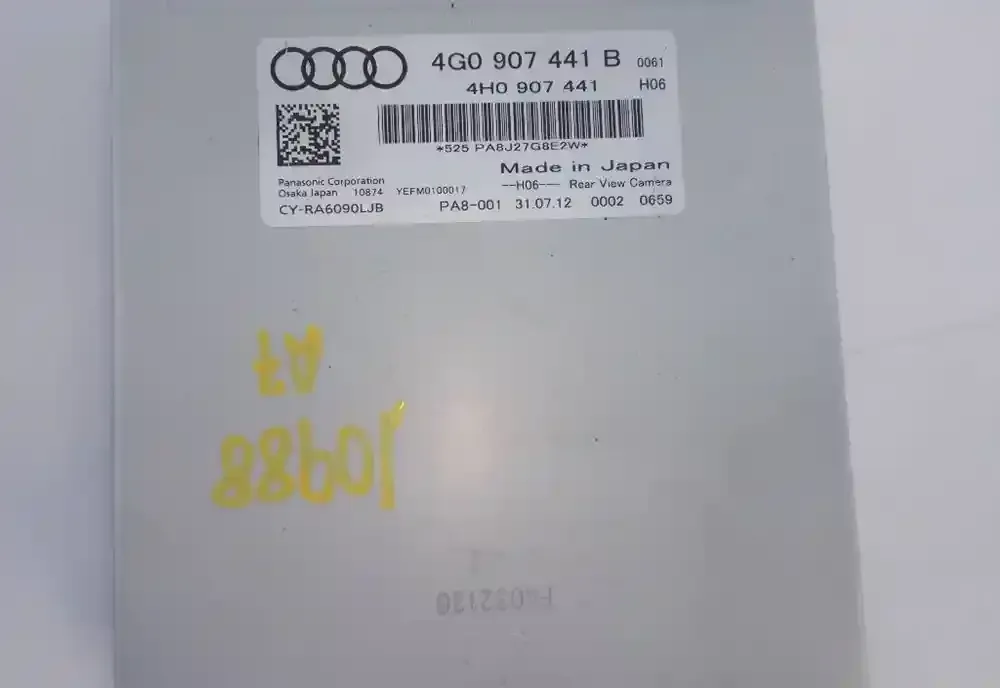 4G0 907 441 B 0061
4H0 907 441 H06
*525 PA8J27G8E2W*
Made in Japan
Panasonic Corporation
Osaka Japan 10874 YEFM0100017 --H06-- Rear View Camera
CY-RA6090LJB PA8-001 31.07.12 0002 0659
A7
10988